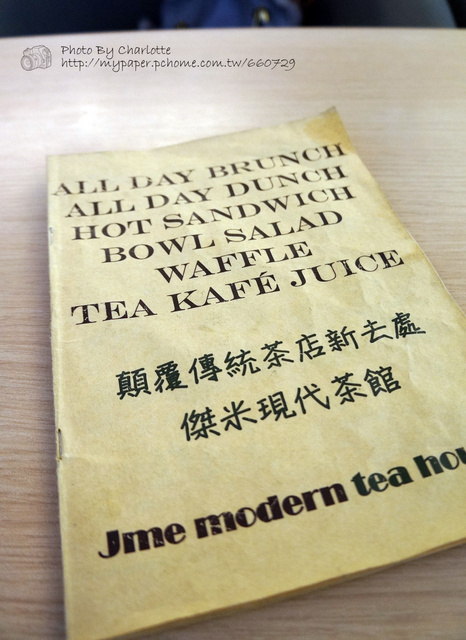 Photo By Charlotte
http://mypaper.pchome.com.tw/660729
ALL DAY BRUNCH
ALL DAY DUNCH
HOT SANDWICH
BOWL SALAD
WAFFLE
TEA KAFÉ JUICE
顛覆傳統茶店新去處
傑米現代茶館
Jme modern tea hou